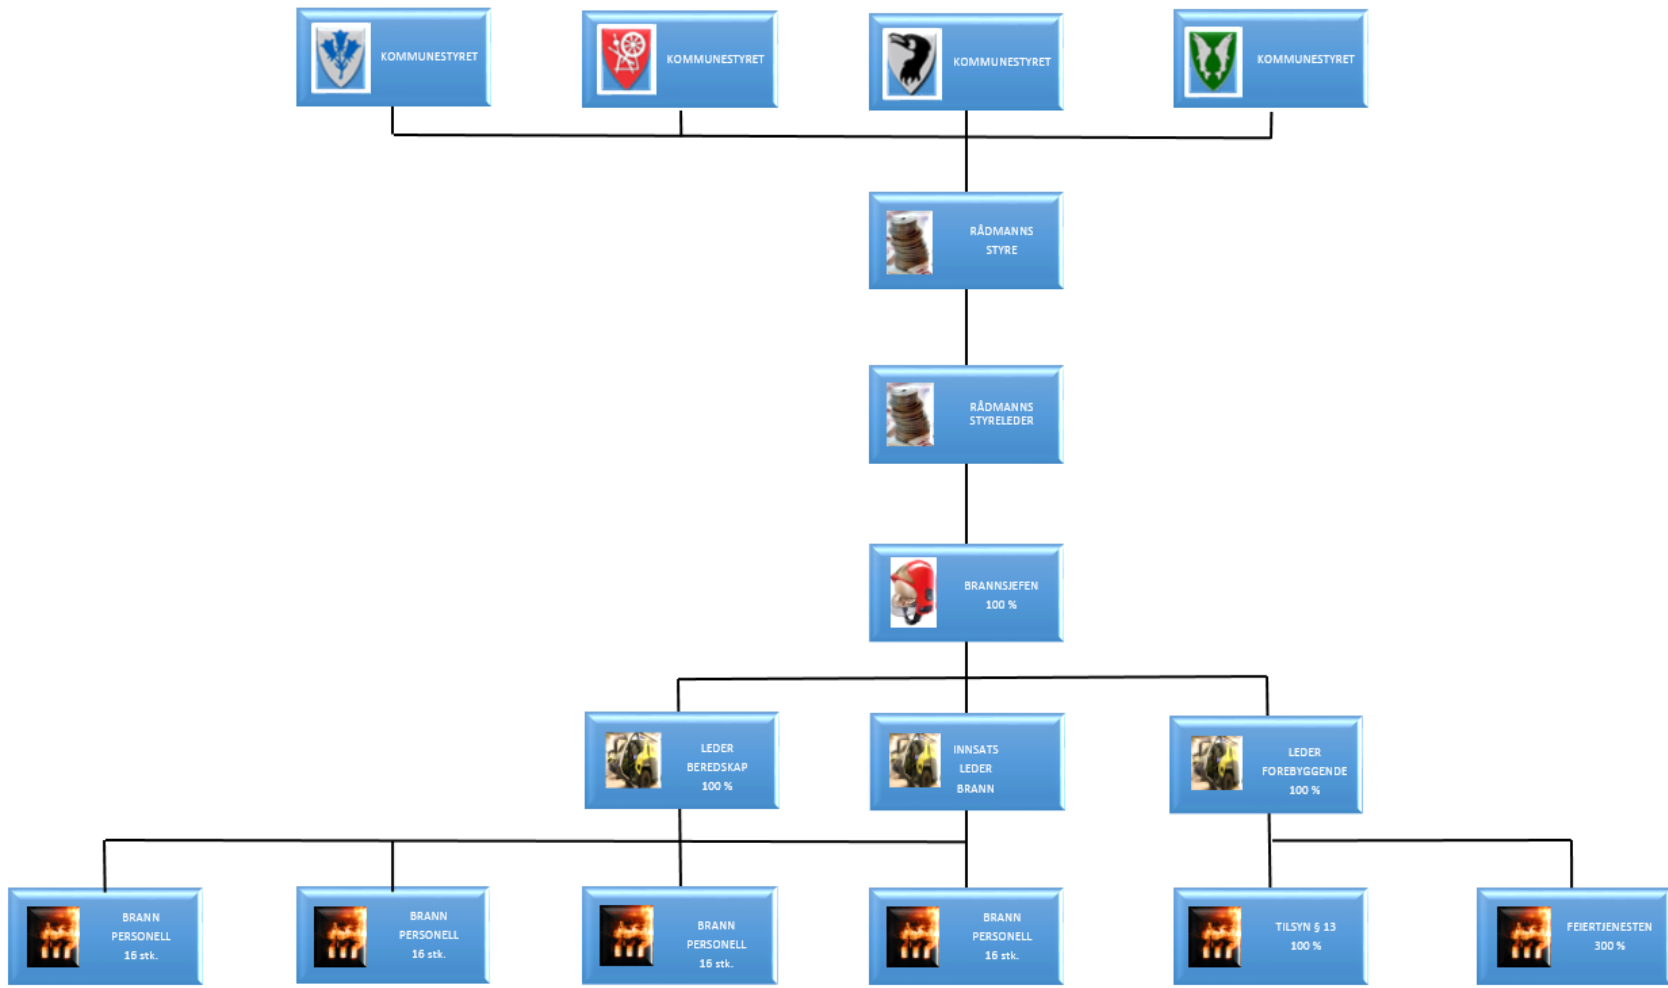 KOMMUNESTYRET
KOMMUNESTYRET
KOMMUNESTYRET
KOMMUNESTYRET
RÅDMANNS
STYRE
RÅDMANNS
STYRELEDER
BRANNSJEFEN
100 %
LEDER
BEREDSKAP
100 %
INNSATS
LEDER
BRANN
LEDER
FOREBYGGENDE
100 %
BRANN
PERSONELL
16 stk.
BRANN
PERSONELL
16 stk.
BRANN
PERSONELL
16 stk.
BRANN
PERSONELL
16 stk.
TILSYN § 13
100 %
FEIERTJENESTEN
300 %